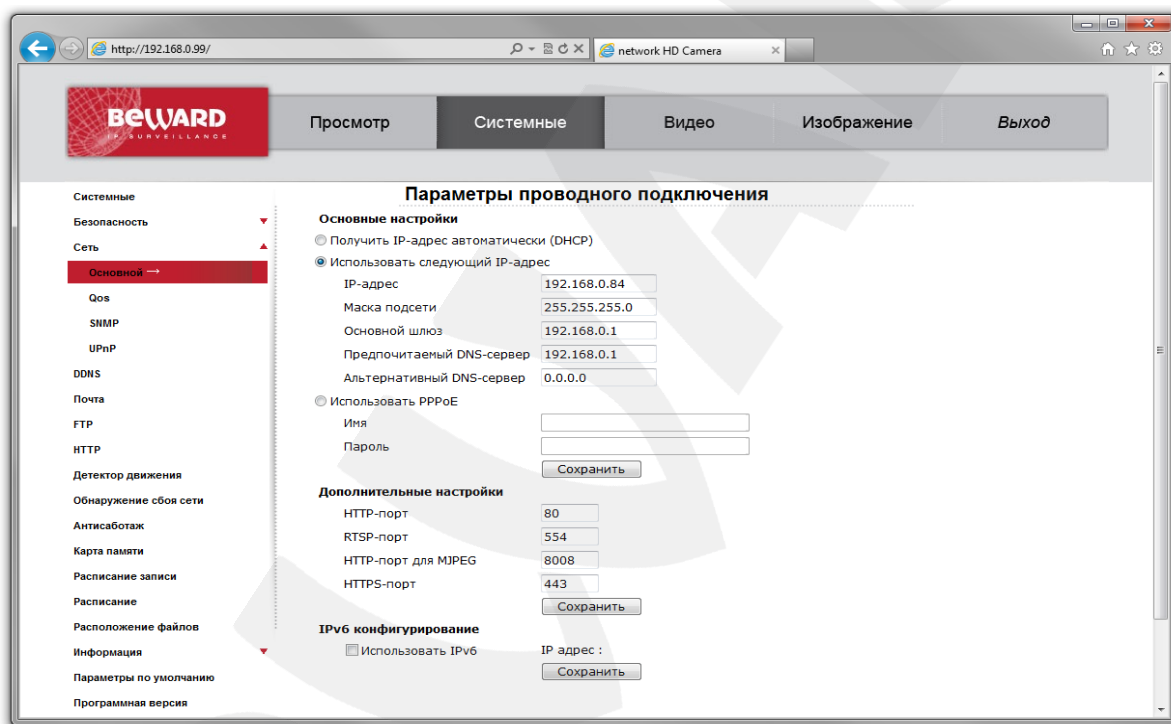 http://192.168.0.99/
network HD Camera
BEWARD
IP SURVEILLANCE
Просмотр
Системные
Видео
Изображение
Выход
Системные
Безопасность
Сеть
Основной →
Qos
SNMP
UPnP
DDNS
Почта
FTP
HTTP
Детектор движения
Обнаружение сбоя сети
Антисаботаж
Карта памяти
Расписание записи
Расписание
Расположение файлов
Информация
Параметры по умолчанию
Программная версия
Параметры проводного подключения
Основные настройки
Получить IP-адрес автоматически (DHCP)
Использовать следующий IP-адрес
IP-адрес 192.168.0.84
Маска подсети 255.255.255.0
Основной шлюз 192.168.0.1
Предпочитаемый DNS-сервер 192.168.0.1
Альтернативный DNS-сервер 0.0.0.0
Использовать PPPoE
Имя
Пароль
Сохранить
Дополнительные настройки
HTTP-порт 80
RTSP-порт 554
HTTP-порт для MJPEG 8008
HTTPS-порт 443
Сохранить
IPv6 конфигурирование
Использовать IPv6 IP адрес :
Сохранить